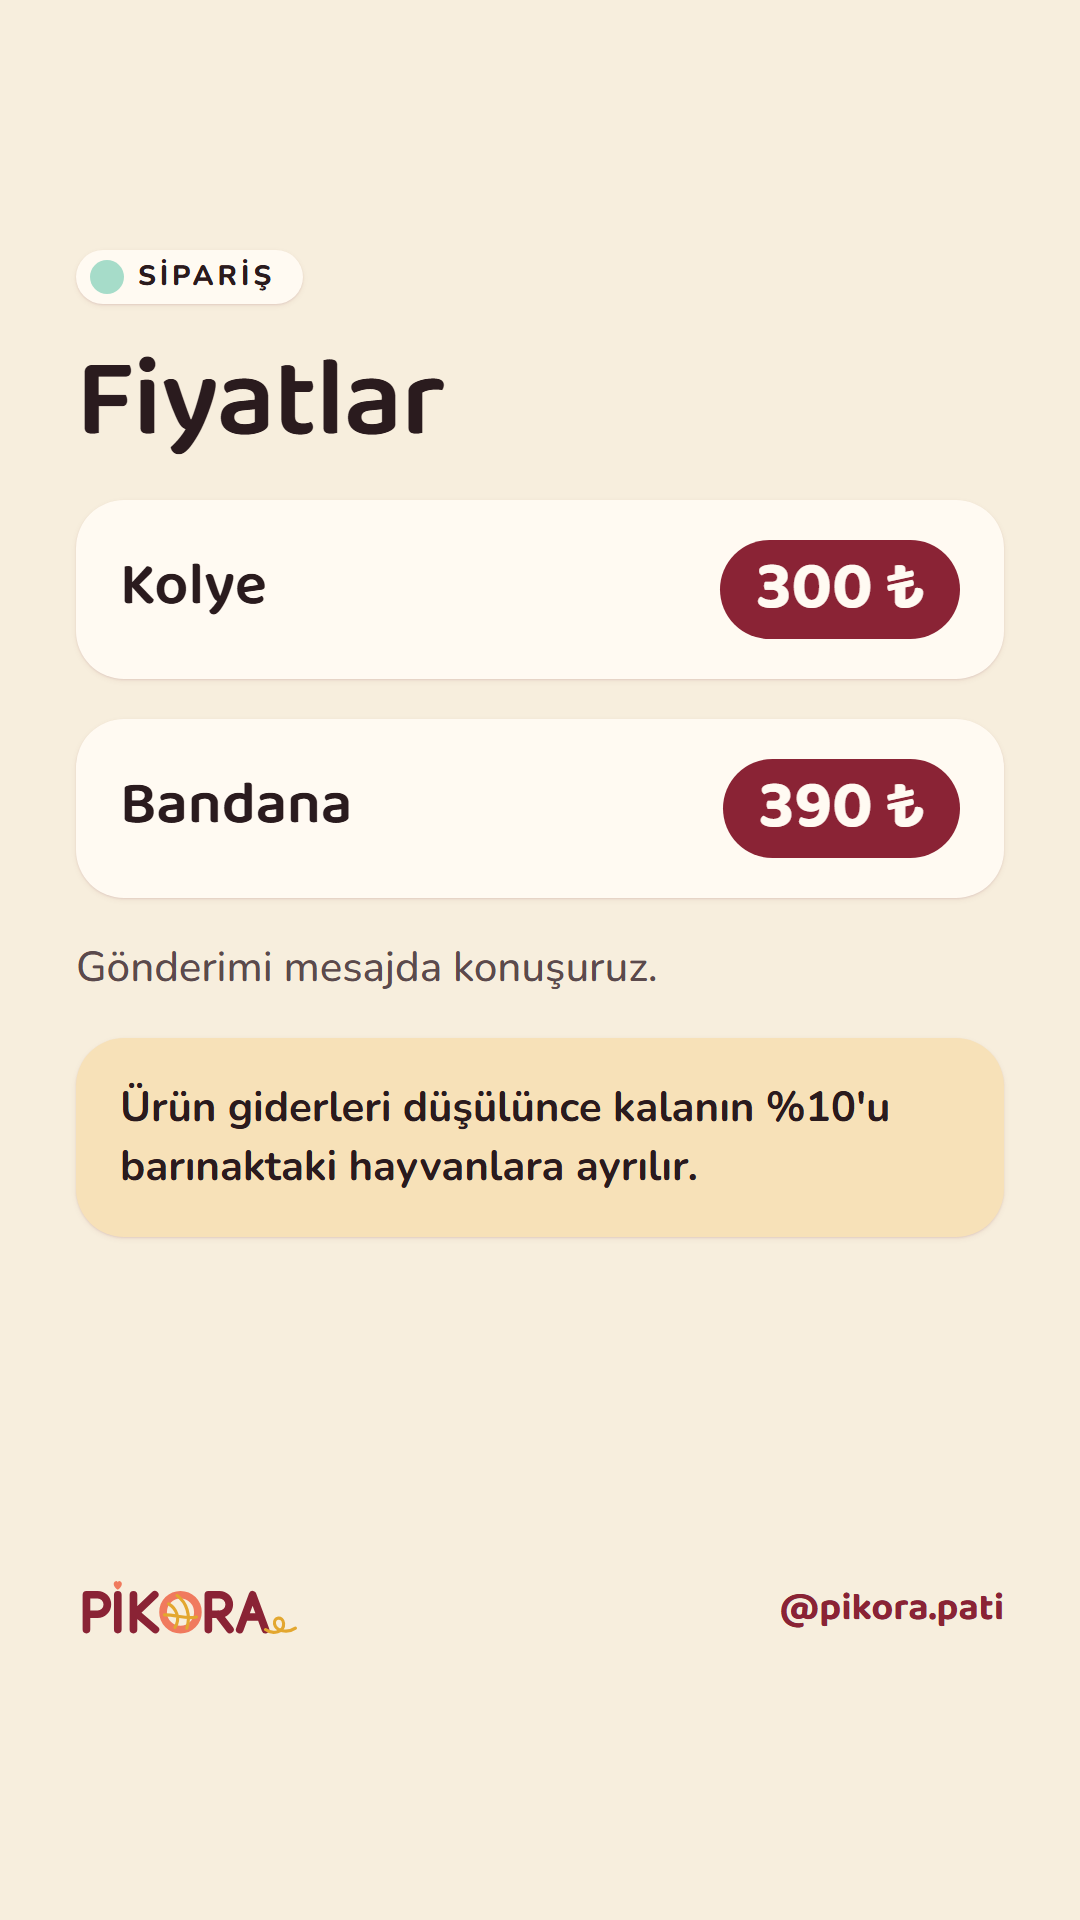 SİPARİŞ
Fiyatlar
Kolye
300 ₺
Bandana
390 ₺
Gönderimi mesajda konuşuruz.
Ürün giderleri düşülünce kalanın %10'u
barınaktaki hayvanlara ayrılır.
PİKORA
@pikora.pati